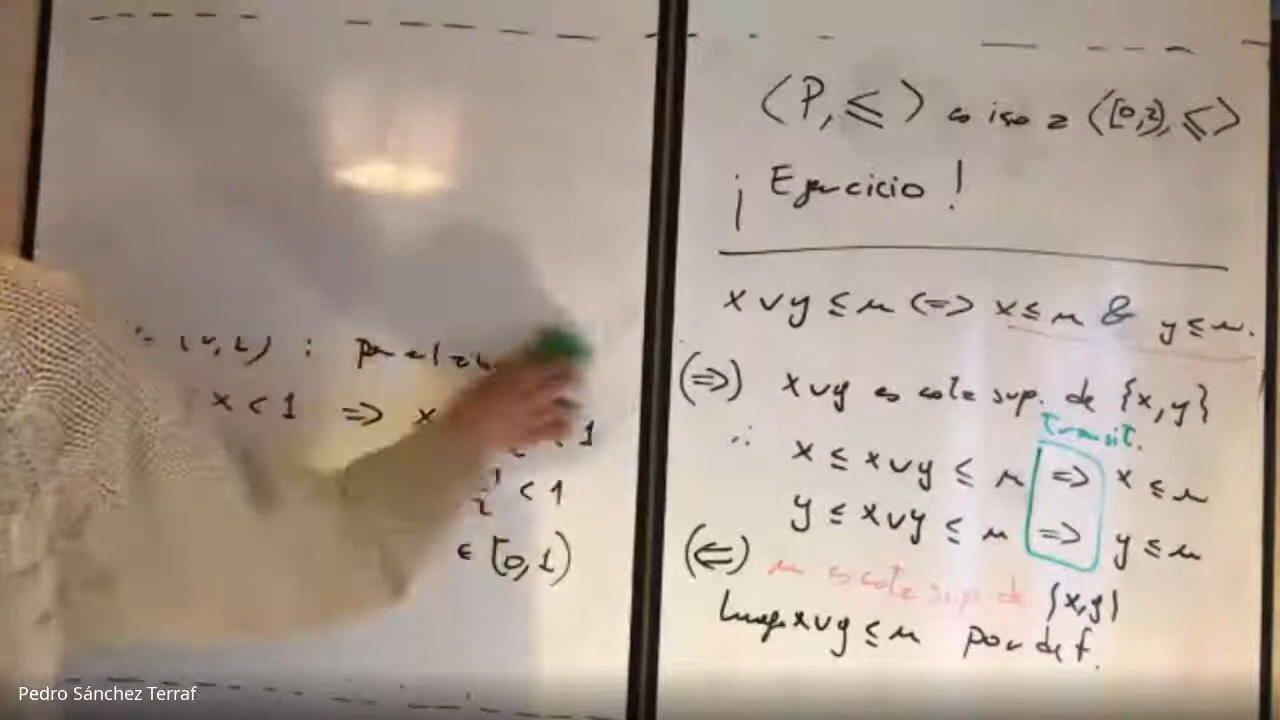 x < 1 => x
< 1
< 1
∈ [0,1)
⟨P,≤⟩ es iso a ⟨[0,3),≤⟩
¡Ejercicio!
x ∨ y ≤ m <=> x ≤ m & y ≤ m.
(=>) x∨y es cota sup. de {x,y}
Transit.
∴ x ≤ x∨y ≤ m => x ≤ m
y ≤ x∨y ≤ m => y ≤ m
(<=) m es cota sup de {x,y}
Luego x∨y ≤ m por def.
Pedro Sánchez Terraf